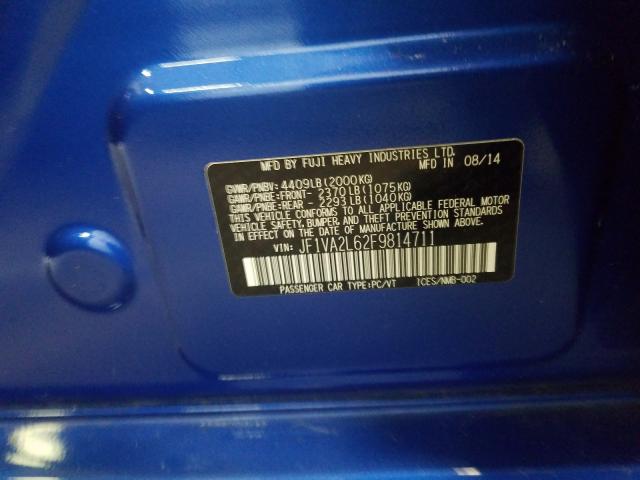 MFD BY FUJI HEAVY INDUSTRIES LTD.
MFD IN 08/14
GVWR/PNBV: 4409LB(2000KG)
GAWR/PNBE:FRONT- 2370LB(1075KG)
GAWR/PNBE:REAR - 2293LB(1040KG)
THIS VEHICLE CONFORMS TO ALL APPLICABLE FEDERAL MOTOR
VEHICLE SAFETY, BUMPER, AND THEFT PREVENTION STANDARDS
IN EFFECT ON THE DATE OF MANUFACTURE SHOWN ABOVE.
VIN: JF1VA2L62F9814711
PASSENGER CAR TYPE:PC/VT TCES/NMB-002